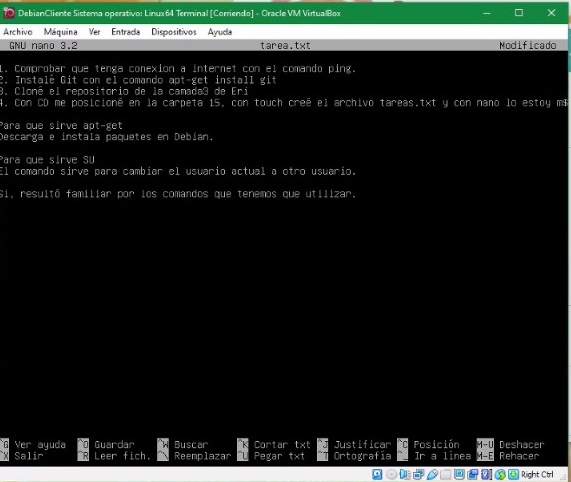 DebianCliente Sistema operativo: Linux64 Terminal [Corriendo] - Oracle VM VirtualBox
Archivo Máquina Ver Entrada Dispositivos Ayuda
GNU nano 3.2 tarea.txt Modificado
1. Comprobar que tenga conexion a internet con el comando ping.
2. Instalé Git con el comando apt-get install git
3. Cloné el repositorio de la camada3 de Eri
4. Con CD me posicioné en la carpeta 15, con touch creé el archivo tareas.txt y con nano lo estoy m$
Para que sirve apt-get
Descarga e instala paquetes en Debian.
Para que sirve SU
El comando sirve para cambiar el usuario actual a otro usuario.
Si, resultó familiar por los comandos que tenemos que utilizar.
^G Ver ayuda ^O Guardar ^W Buscar ^K Cortar txt ^J Justificar ^C Posición M-U Deshacer
^X Salir ^R Leer fich. ^\ Reemplazar ^U Pegar txt ^T Ortografía ^_ Ir a línea M-E Rehacer
Right Ctrl